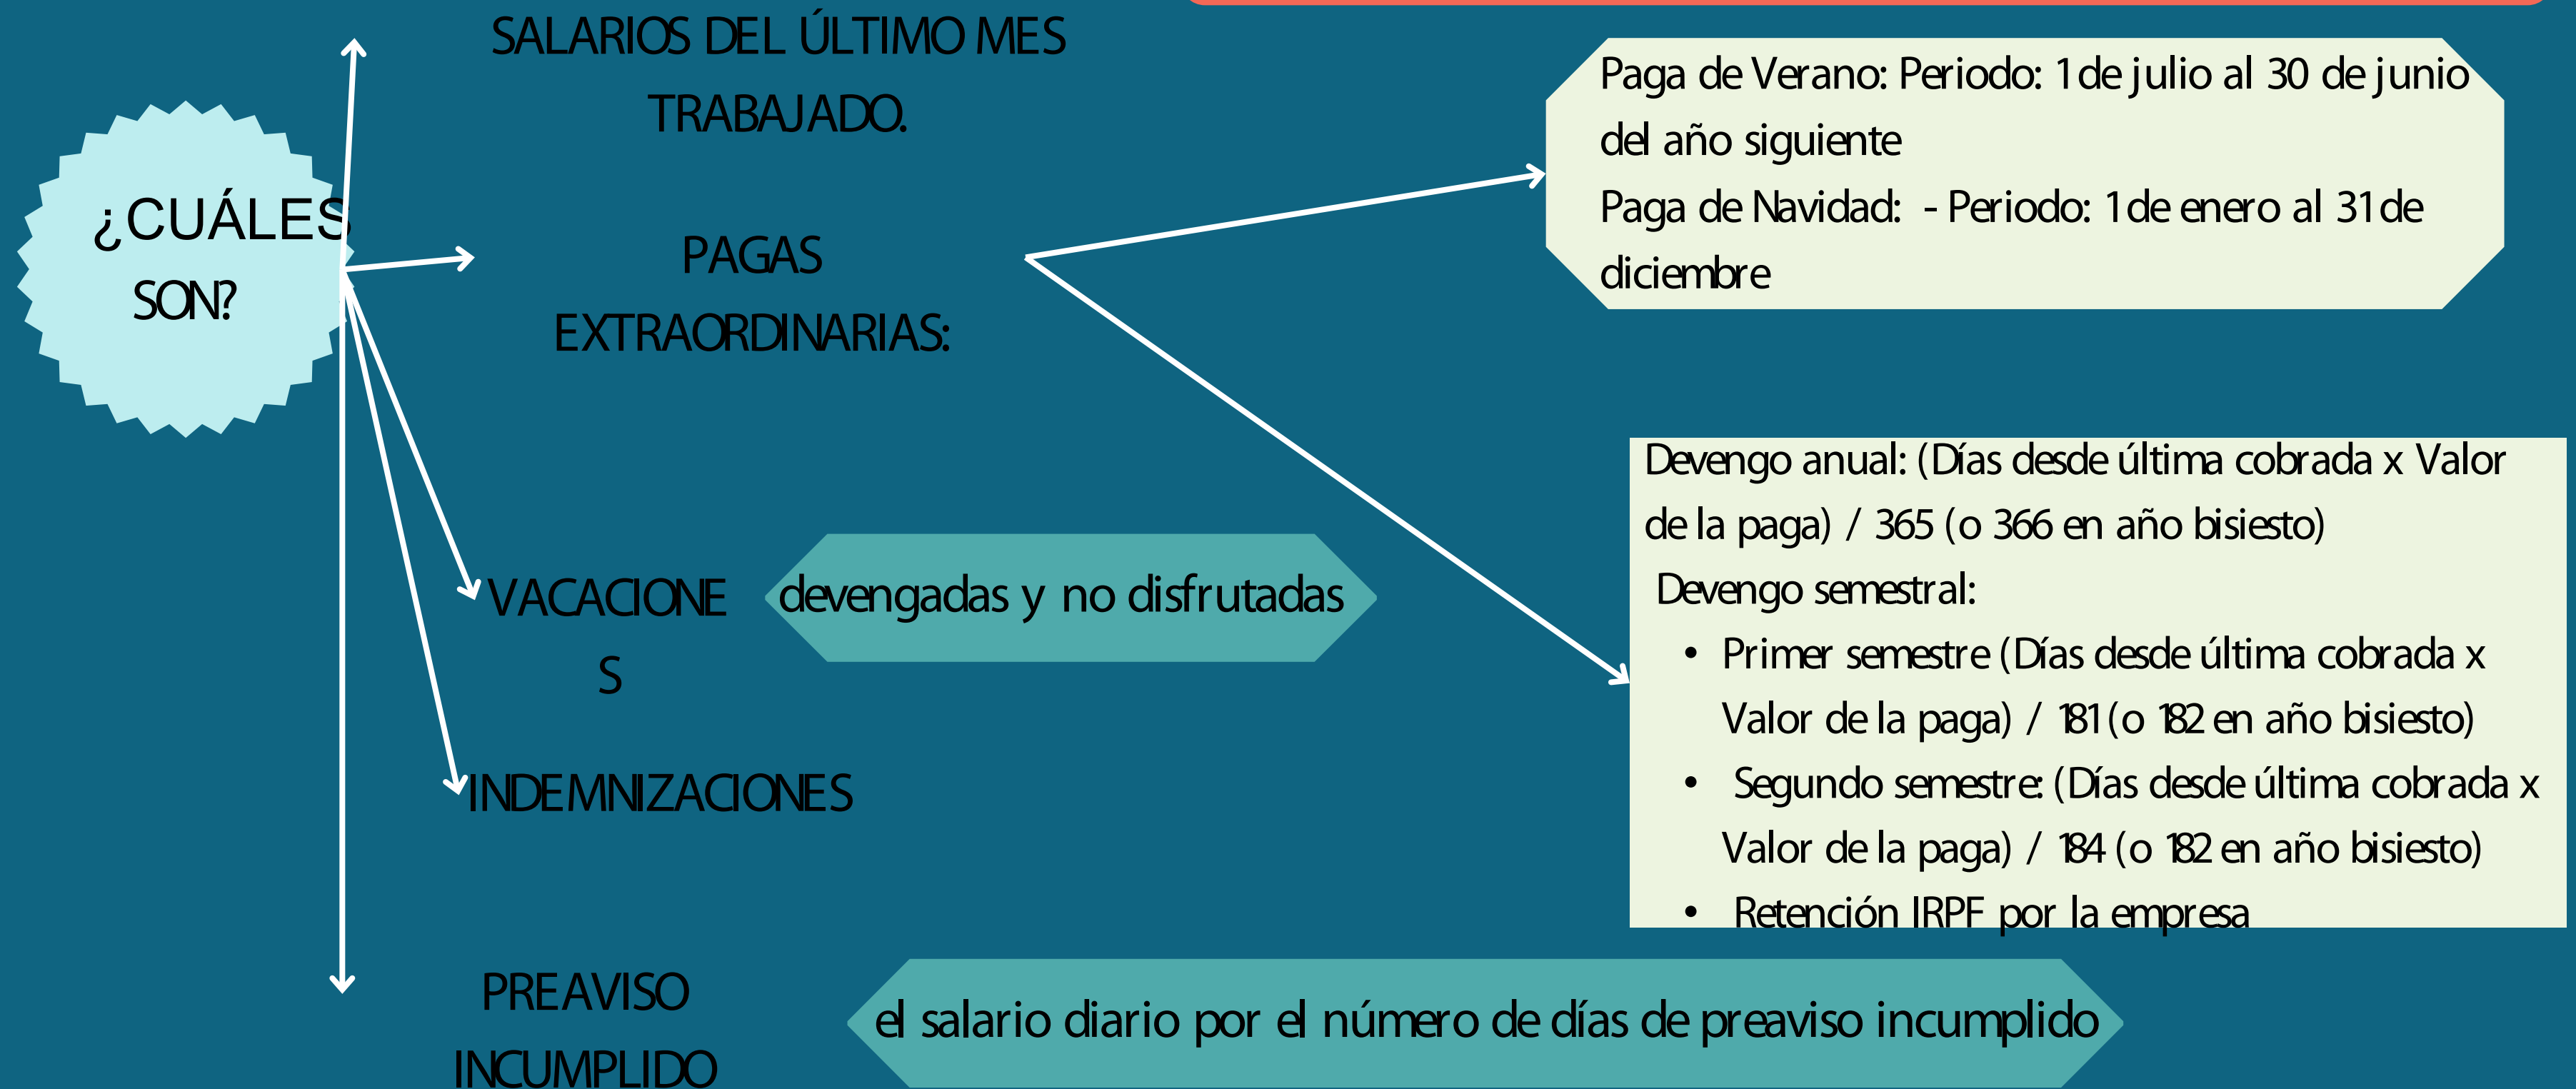 ¿CUÁLES
SON?
SALARIOS DEL ÚLTIMO MES
TRABAJADO.
PAGAS
EXTRAORDINARIAS:
Paga de Verano: Periodo: 1 de julio al 30 de junio
del año siguiente
Paga de Navidad: - Periodo: 1 de enero al 31 de
diciembre
Devengo anual: (Días desde última cobrada x Valor
de la paga) / 365 (o 366 en año bisiesto)
Devengo semestral:
• Primer semestre (Días desde última cobrada x
Valor de la paga) / 181 (o 182 en año bisiesto)
• Segundo semestre: (Días desde última cobrada x
Valor de la paga) / 184 (o 182 en año bisiesto)
• Retención IRPF por la empresa
VACACIONE
S
devengadas y no disfrutadas
INDEMNIZACIONES
PREAVISO
INCUMPLIDO
el salario diario por el número de días de preaviso incumplido